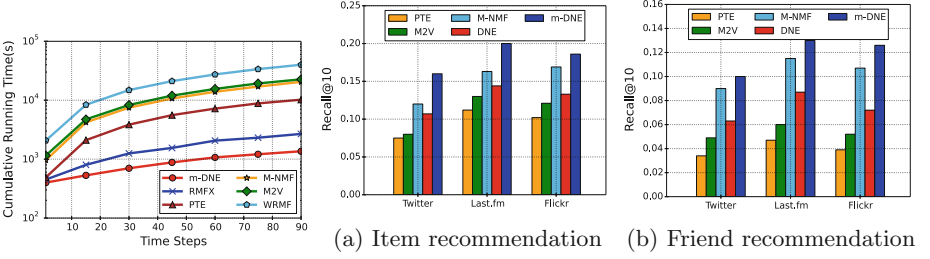 Cumulative Running Time(s)
10^5
10^4
10^3
10^2
m-DNE
RMFX
PTE
M-NMF
M2V
WRMF
10 20 30 40 50 60 70 80 90
Time Steps
Recall@10
0.25
0.20
0.15
0.10
0.05
0.00
PTE
M2V
M-NMF
DNE
m-DNE
Twitter Last.fm Flickr
(a) Item recommendation
Recall@10
0.16
0.14
0.12
0.10
0.08
0.06
0.04
0.02
0.00
PTE
M2V
M-NMF
DNE
m-DNE
Twitter Last.fm Flickr
(b) Friend recommendation